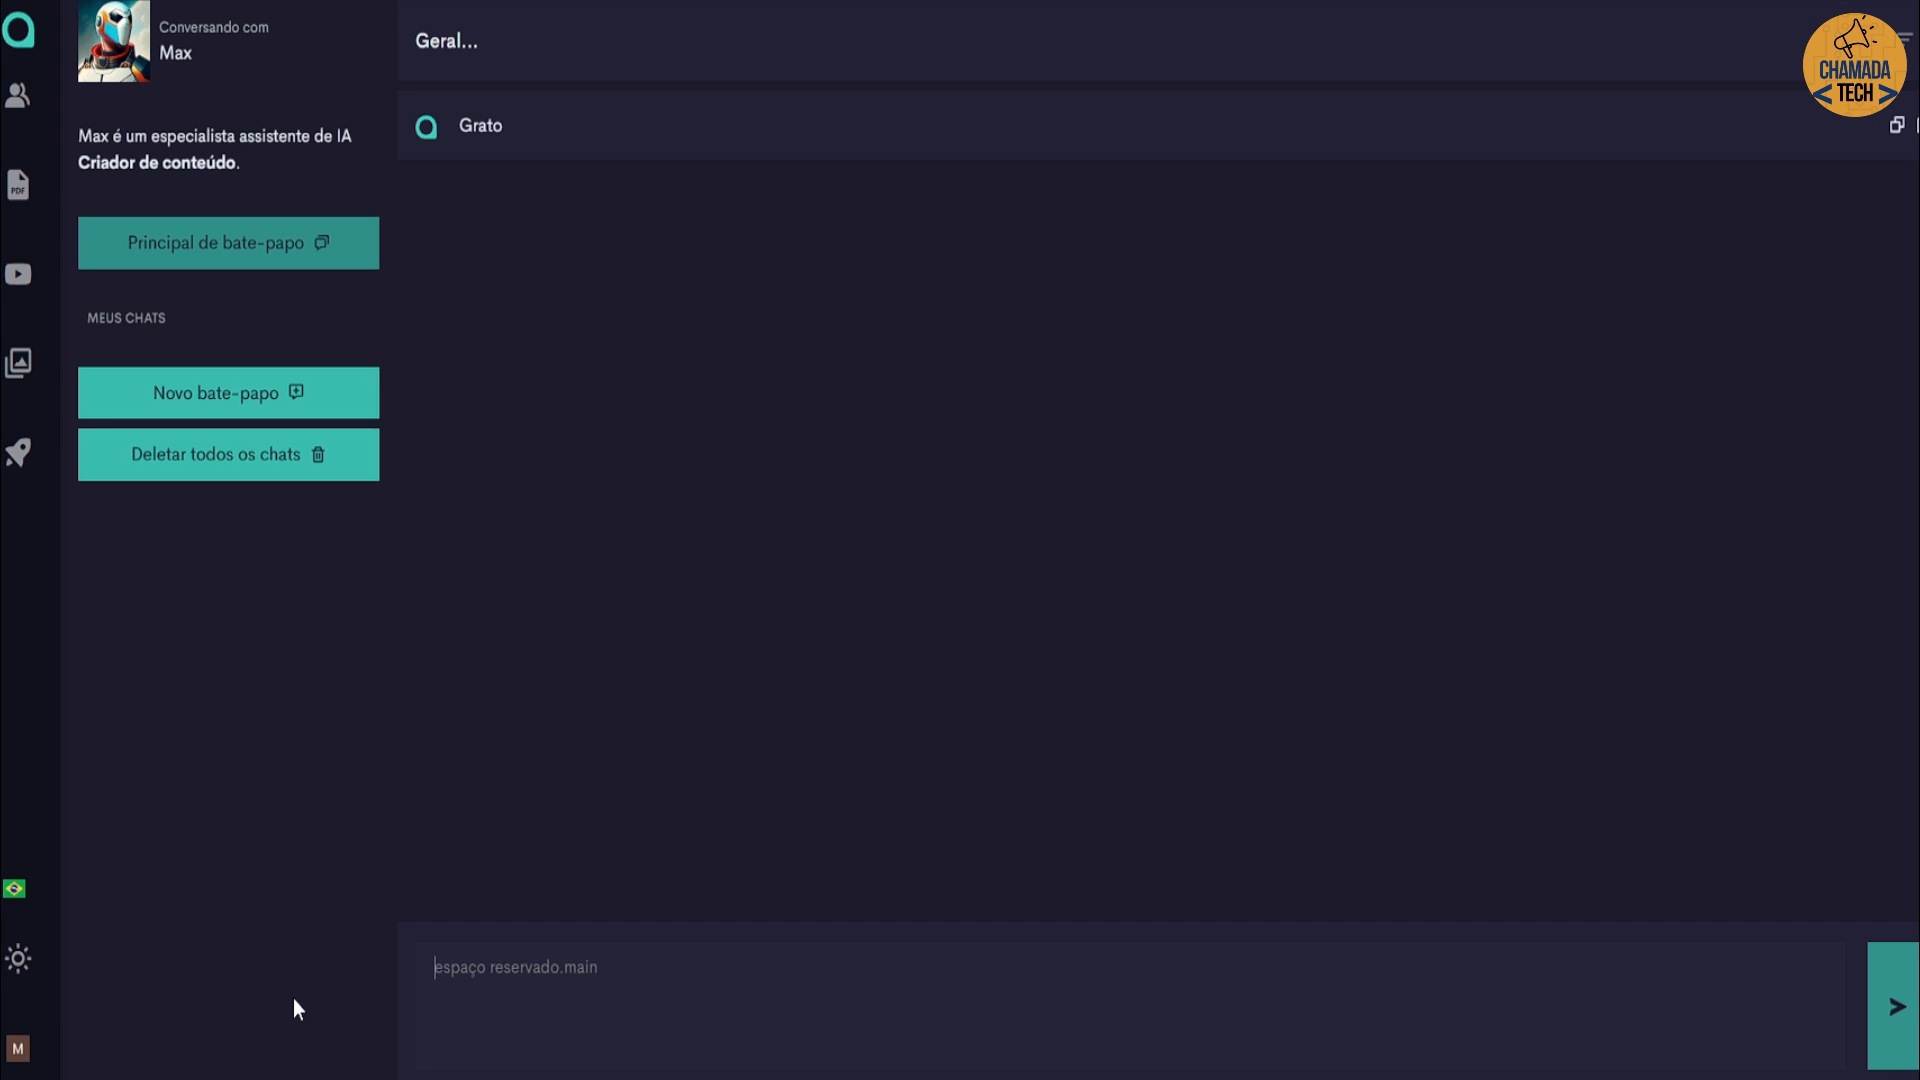 Conversando com
Max
Max é um especialista assistente de IA
Criador de conteúdo.
Principal de bate-papo
MEUS CHATS
Novo bate-papo
Deletar todos os chats
PDF
M
Geral...
Grato
espaço reservado.main
CHAMADA
< TECH >